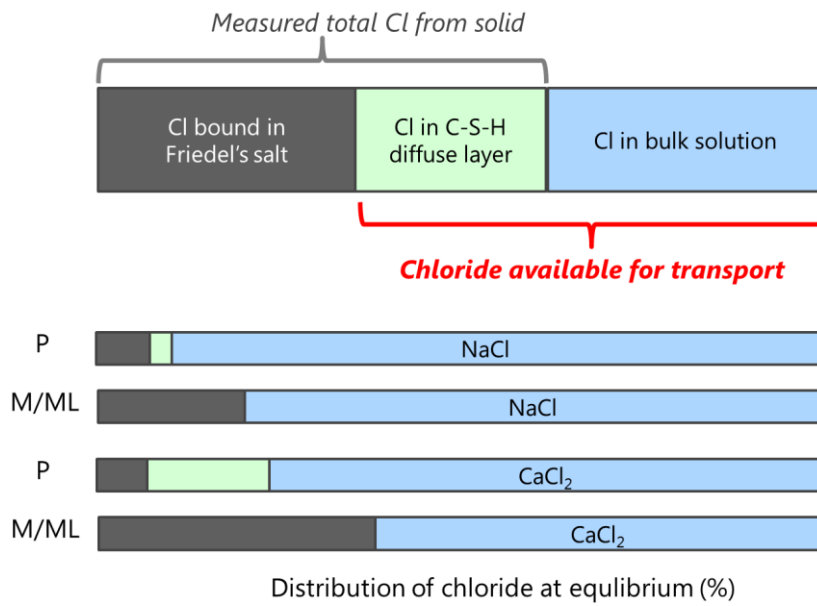 Measured total Cl from solid
Cl bound in
Friedel's salt
Cl in C-S-H
diffuse layer
Cl in bulk solution
Chloride available for transport
P
NaCl
M/ML
NaCl
P
CaCl₂
M/ML
CaCl₂
Distribution of chloride at equlibrium (%)